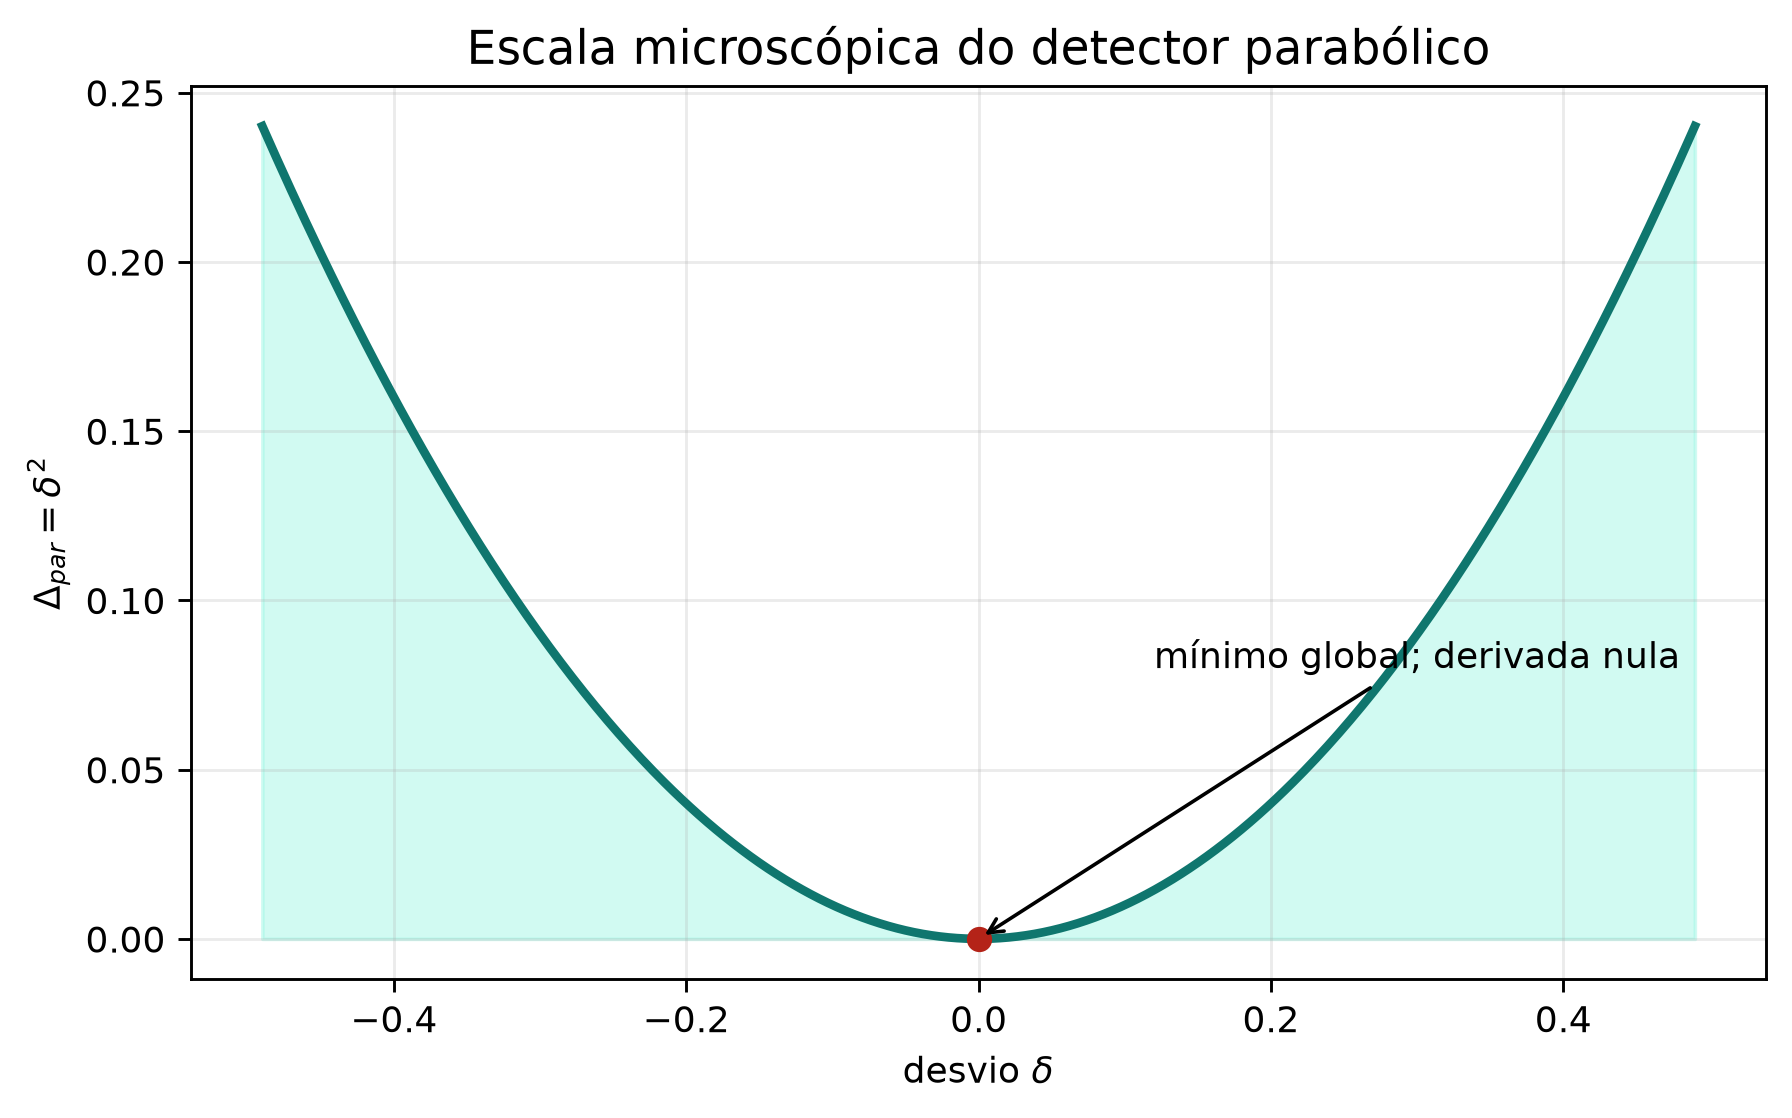 Escala microscópica do detector parabólico
0.25
0.20
0.15
0.10
0.05
0.00
Δ_par = δ²
mínimo global; derivada nula
−0.4 −0.2 0.0 0.2 0.4
desvio δ